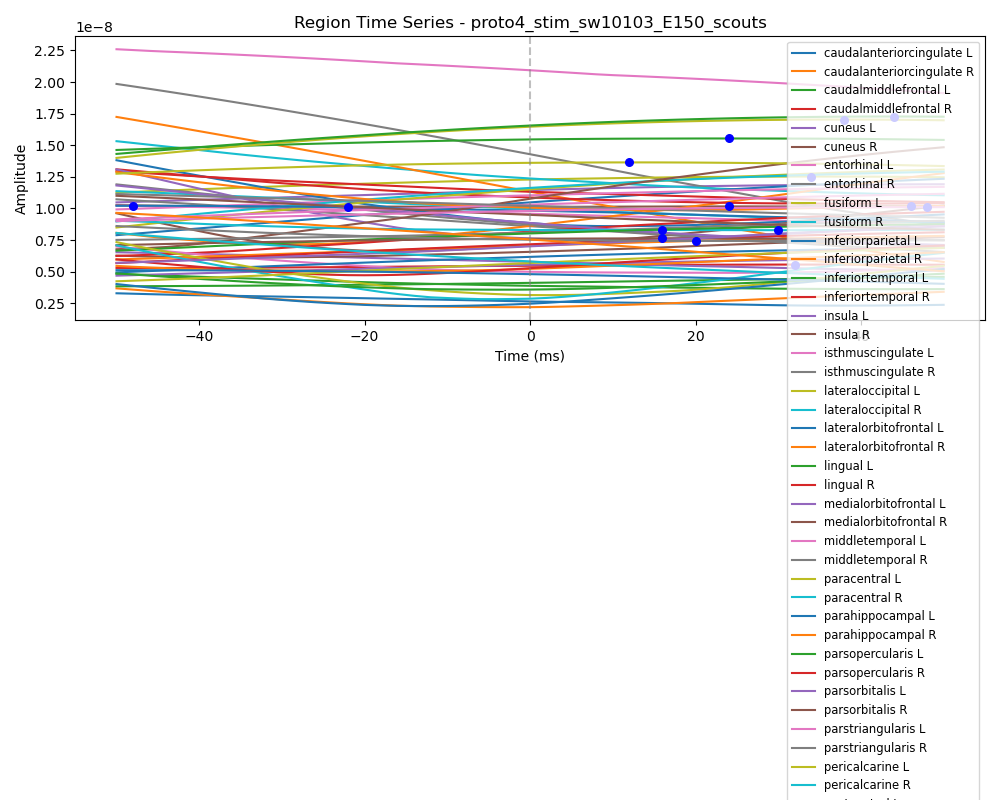 Region Time Series - proto4_stim_sw10103_E150_scouts
1e−8
2.25
2.00
1.75
1.50
1.25
1.00
0.75
0.50
0.25
Amplitude
−40
−20
0
20
40
Time (ms)
caudalanteriorcingulate L
caudalanteriorcingulate R
caudalmiddlefrontal L
caudalmiddlefrontal R
cuneus L
cuneus R
entorhinal L
entorhinal R
fusiform L
fusiform R
inferiorparietal L
inferiorparietal R
inferiortemporal L
inferiortemporal R
insula L
insula R
isthmuscingulate L
isthmuscingulate R
lateraloccipital L
lateraloccipital R
lateralorbitofrontal L
lateralorbitofrontal R
lingual L
lingual R
medialorbitofrontal L
medialorbitofrontal R
middletemporal L
middletemporal R
paracentral L
paracentral R
parahippocampal L
parahippocampal R
parsopercularis L
parsopercularis R
parsorbitalis L
parsorbitalis R
parstriangularis L
parstriangularis R
pericalcarine L
pericalcarine R